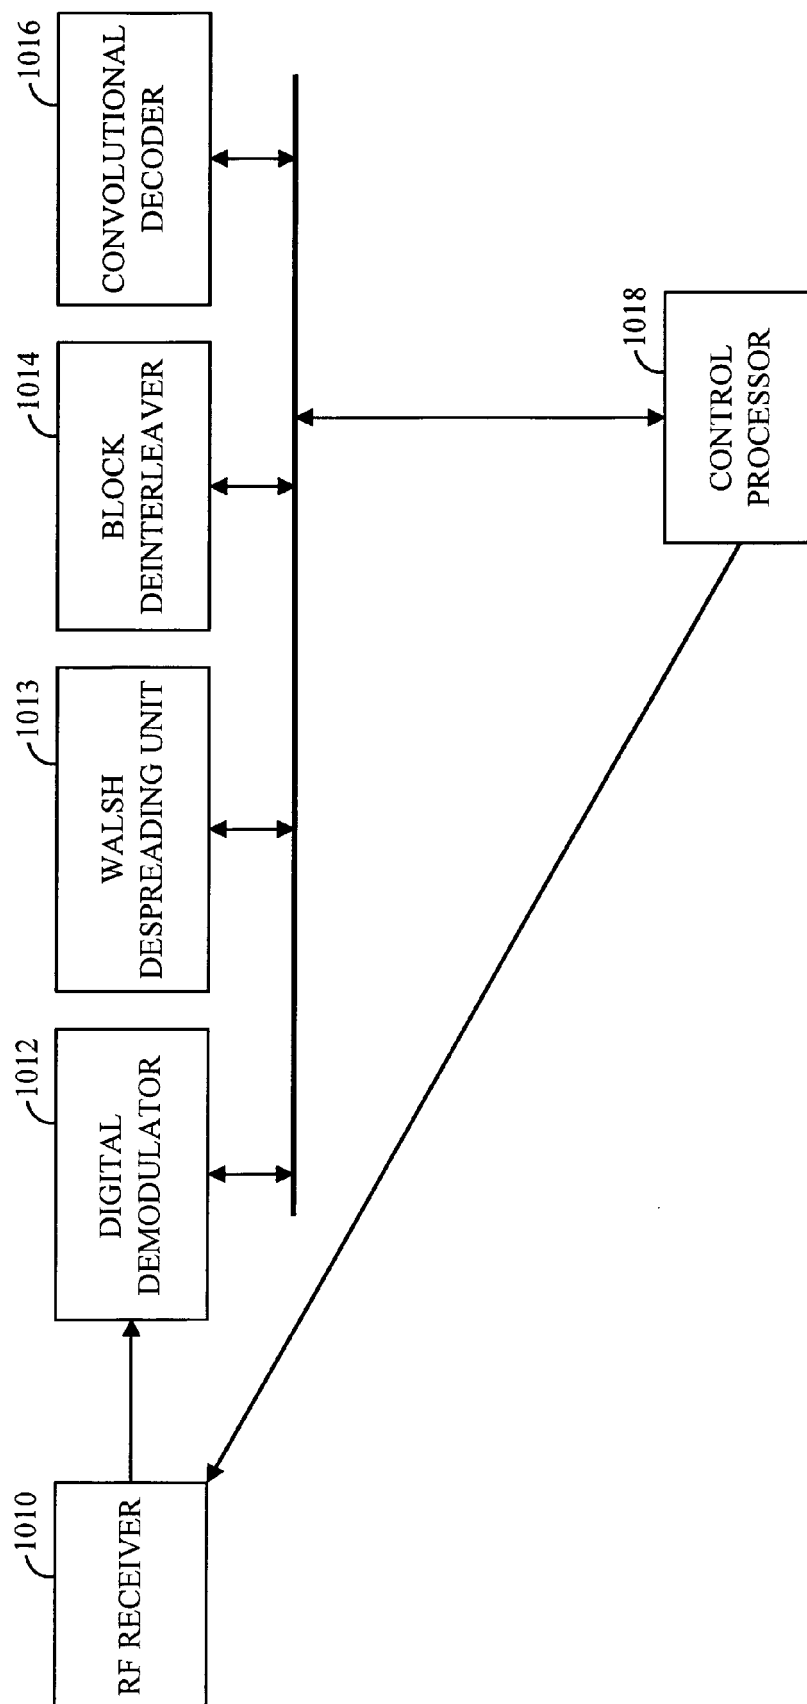 1010
RF RECEIVER
1012
DIGITAL
DEMODULATOR
1013
WALSH
DESPREADING UNIT
1014
BLOCK
DEINTERLEAVER
1016
CONVOLUTIONAL
DECODER
1018
CONTROL
PROCESSOR